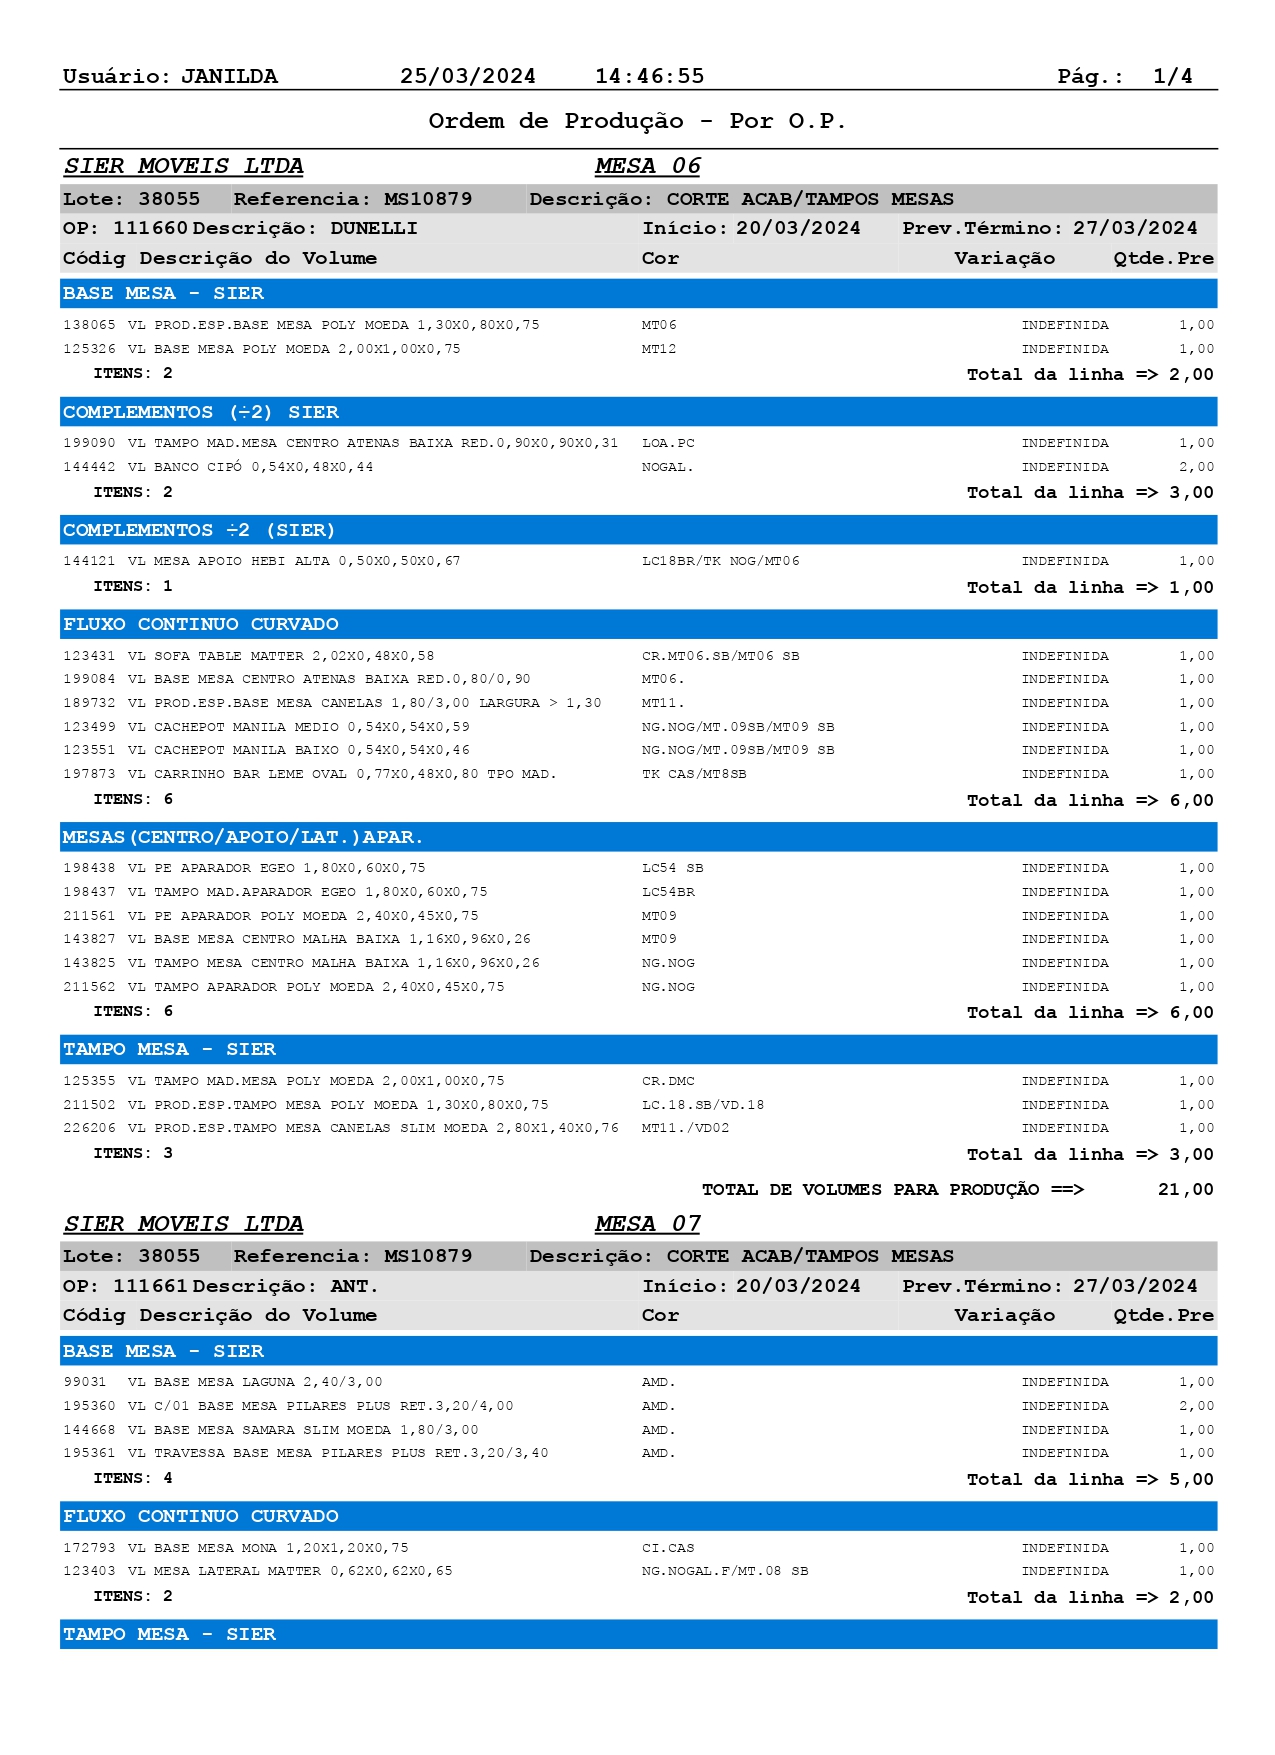 Usuário: JANILDA 25/03/2024 14:46:55 Pág.: 1/4
Ordem de Produção - Por O.P.
SIER MOVEIS LTDA MESA 06
Lote: 38055 Referencia: MS10879 Descrição: CORTE ACAB/TAMPOS MESAS
OP: 111660 Descrição: DUNELLI Início: 20/03/2024 Prev.Término: 27/03/2024
Códig Descrição do Volume Cor Variação Qtde.Pre
BASE MESA - SIER
138065 VL PROD.ESP.BASE MESA POLY MOEDA 1,30X0,80X0,75 MT06 INDEFINIDA 1,00
125326 VL BASE MESA POLY MOEDA 2,00X1,00X0,75 MT12 INDEFINIDA 1,00
ITENS: 2 Total da linha => 2,00
COMPLEMENTOS (÷2) SIER
199090 VL TAMPO MAD.MESA CENTRO ATENAS BAIXA RED.0,90X0,90X0,31 LOA.PC INDEFINIDA 1,00
144442 VL BANCO CIPÓ 0,54X0,48X0,44 NOGAL. INDEFINIDA 2,00
ITENS: 2 Total da linha => 3,00
COMPLEMENTOS ÷2 (SIER)
144121 VL MESA APOIO HEBI ALTA 0,50X0,50X0,67 LC18BR/TK NOG/MT06 INDEFINIDA 1,00
ITENS: 1 Total da linha => 1,00
FLUXO CONTINUO CURVADO
123431 VL SOFA TABLE MATTER 2,02X0,48X0,58 CR.MT06.SB/MT06 SB INDEFINIDA 1,00
199084 VL BASE MESA CENTRO ATENAS BAIXA RED.0,80/0,90 MT06. INDEFINIDA 1,00
189732 VL PROD.ESP.BASE MESA CANELAS 1,80/3,00 LARGURA > 1,30 MT11. INDEFINIDA 1,00
123499 VL CACHEPOT MANILA MEDIO 0,54X0,54X0,59 NG.NOG/MT.09SB/MT09 SB INDEFINIDA 1,00
123551 VL CACHEPOT MANILA BAIXO 0,54X0,54X0,46 NG.NOG/MT.09SB/MT09 SB INDEFINIDA 1,00
197873 VL CARRINHO BAR LEME OVAL 0,77X0,48X0,80 TPO MAD. TK CAS/MT8SB INDEFINIDA 1,00
ITENS: 6 Total da linha => 6,00
MESAS(CENTRO/APOIO/LAT.)APAR.
198438 VL PE APARADOR EGEO 1,80X0,60X0,75 LC54 SB INDEFINIDA 1,00
198437 VL TAMPO MAD.APARADOR EGEO 1,80X0,60X0,75 LC54BR INDEFINIDA 1,00
211561 VL PE APARADOR POLY MOEDA 2,40X0,45X0,75 MT09 INDEFINIDA 1,00
143827 VL BASE MESA CENTRO MALHA BAIXA 1,16X0,96X0,26 MT09 INDEFINIDA 1,00
143825 VL TAMPO MESA CENTRO MALHA BAIXA 1,16X0,96X0,26 NG.NOG INDEFINIDA 1,00
211562 VL TAMPO APARADOR POLY MOEDA 2,40X0,45X0,75 NG.NOG INDEFINIDA 1,00
ITENS: 6 Total da linha => 6,00
TAMPO MESA - SIER
125355 VL TAMPO MAD.MESA POLY MOEDA 2,00X1,00X0,75 CR.DMC INDEFINIDA 1,00
211502 VL PROD.ESP.TAMPO MESA POLY MOEDA 1,30X0,80X0,75 LC.18.SB/VD.18 INDEFINIDA 1,00
226206 VL PROD.ESP.TAMPO MESA CANELAS SLIM MOEDA 2,80X1,40X0,76 MT11./VD02 INDEFINIDA 1,00
ITENS: 3 Total da linha => 3,00
TOTAL DE VOLUMES PARA PRODUÇÃO ==> 21,00
SIER MOVEIS LTDA MESA 07
Lote: 38055 Referencia: MS10879 Descrição: CORTE ACAB/TAMPOS MESAS
OP: 111661 Descrição: ANT. Início: 20/03/2024 Prev.Término: 27/03/2024
Códig Descrição do Volume Cor Variação Qtde.Pre
BASE MESA - SIER
99031 VL BASE MESA LAGUNA 2,40/3,00 AMD. INDEFINIDA 1,00
195360 VL C/01 BASE MESA PILARES PLUS RET.3,20/4,00 AMD. INDEFINIDA 2,00
144668 VL BASE MESA SAMARA SLIM MOEDA 1,80/3,00 AMD. INDEFINIDA 1,00
195361 VL TRAVESSA BASE MESA PILARES PLUS RET.3,20/3,40 AMD. INDEFINIDA 1,00
ITENS: 4 Total da linha => 5,00
FLUXO CONTINUO CURVADO
172793 VL BASE MESA MONA 1,20X1,20X0,75 CI.CAS INDEFINIDA 1,00
123403 VL MESA LATERAL MATTER 0,62X0,62X0,65 NG.NOGAL.F/MT.08 SB INDEFINIDA 1,00
ITENS: 2 Total da linha => 2,00
TAMPO MESA - SIER